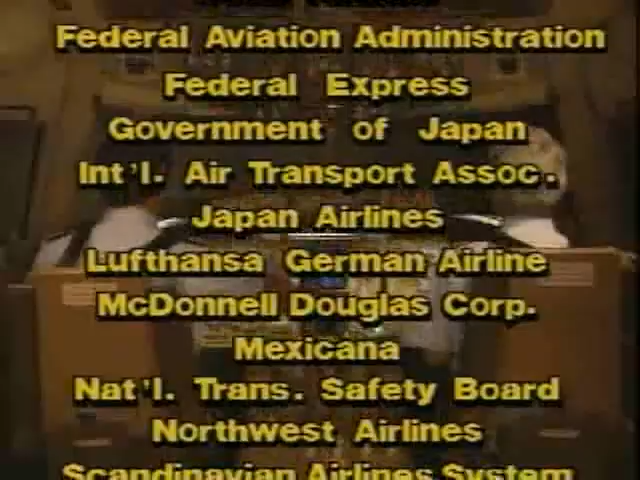 Federal Aviation Administration
Federal Express
Government of Japan
Int'l. Air Transport Assoc.
Japan Airlines
Lufthansa German Airline
McDonnell Douglas Corp.
Mexicana
Nat'l. Trans. Safety Board
Northwest Airlines
Scandinavian Airlines System